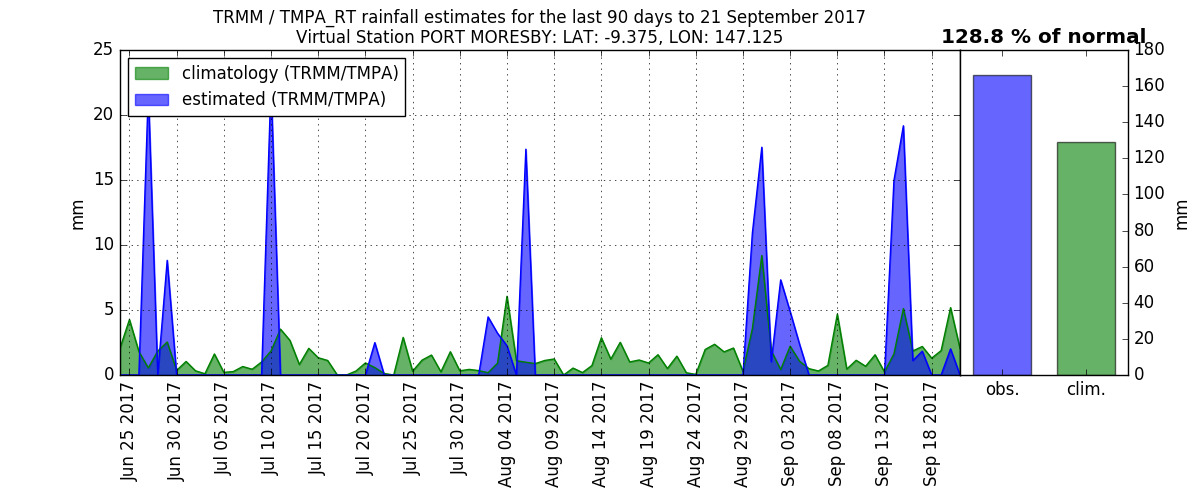 TRMM / TMPA_RT rainfall estimates for the last 90 days to 21 September 2017
Virtual Station PORT MORESBY: LAT: -9.375, LON: 147.125
128.8 % of normal
climatology (TRMM/TMPA)
estimated (TRMM/TMPA)
25
20
15
10
5
0
mm
180
160
140
120
100
80
60
40
20
0
mm
Jun 25 2017
Jun 30 2017
Jul 05 2017
Jul 10 2017
Jul 15 2017
Jul 20 2017
Jul 25 2017
Jul 30 2017
Aug 04 2017
Aug 09 2017
Aug 14 2017
Aug 19 2017
Aug 24 2017
Aug 29 2017
Sep 03 2017
Sep 08 2017
Sep 13 2017
Sep 18 2017
obs.
clim.